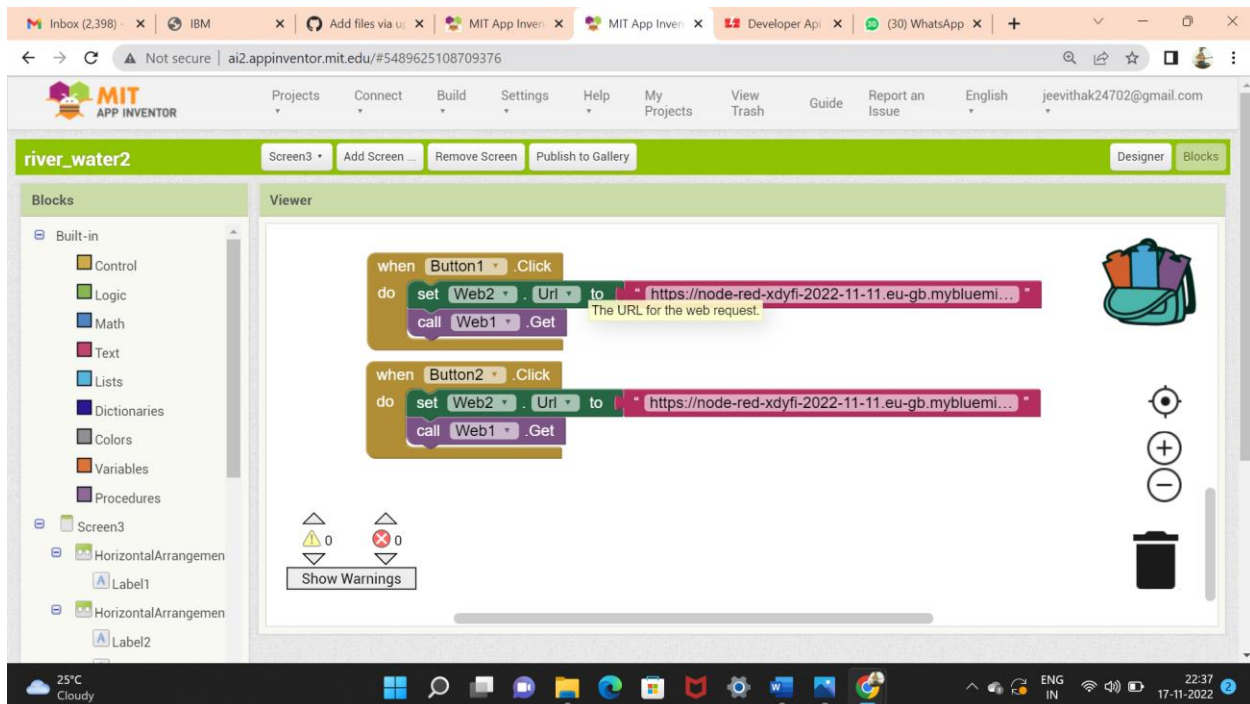 Inbox (2,398) -
IBM
Add files via up
MIT App Inven
MIT App Inven
Developer Api
(30) WhatsApp
Not secure | ai2.appinventor.mit.edu/#5489625108709376
MIT
APP INVENTOR
Projects
Connect
Build
Settings
Help
My Projects
View Trash
Guide
Report an Issue
English
jeevithak24702@gmail.com
river_water2
Screen3
Add Screen ...
Remove Screen
Publish to Gallery
Designer
Blocks
Blocks
Viewer
Built-in
Control
Logic
Math
Text
Lists
Dictionaries
Colors
Variables
Procedures
Screen3
HorizontalArrangemen
Label1
HorizontalArrangemen
Label2
when Button1 .Click
do set Web2 . Url to " https://node-red-xdyfi-2022-11-11.eu-gb.mybluemi... "
The URL for the web request.
call Web1 .Get
when Button2 .Click
do set Web2 . Url to " https://node-red-xdyfi-2022-11-11.eu-gb.mybluemi... "
call Web1 .Get
0
0
Show Warnings
25°C
Cloudy
ENG
IN
22:37
17-11-2022
2